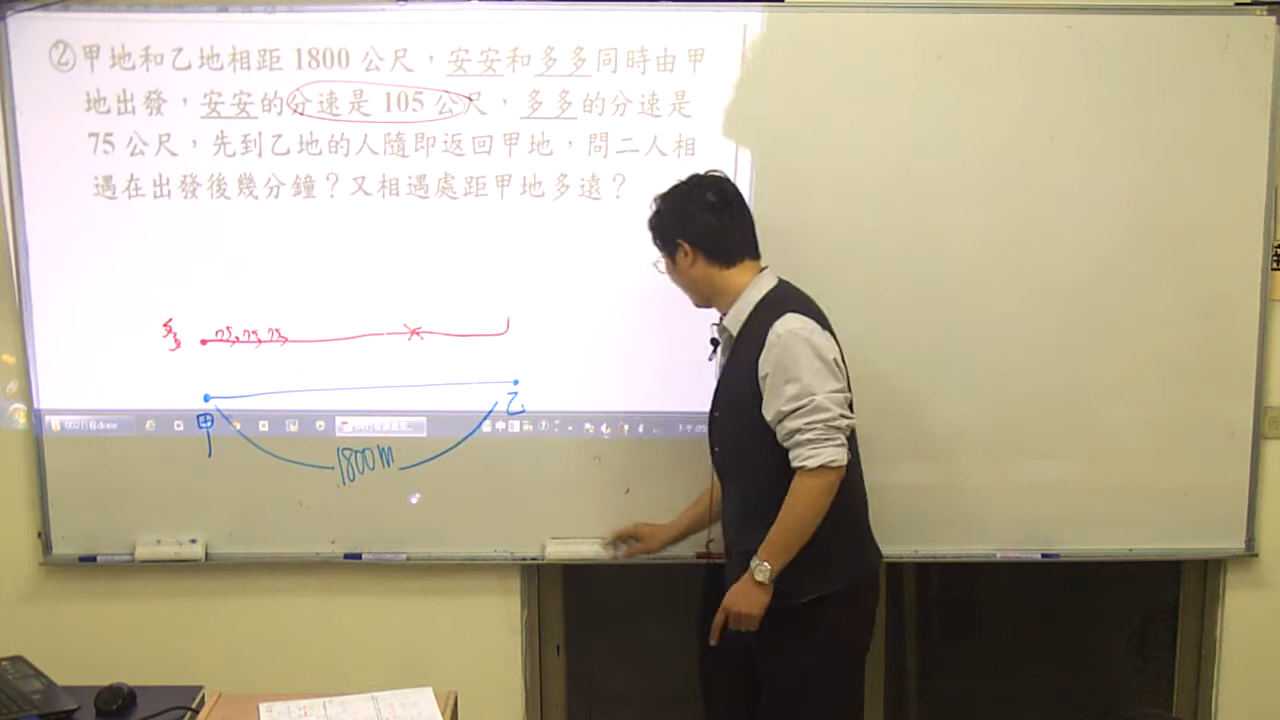 ②甲地和乙地相距 1800 公尺，安安和多多同時由甲
地出發，安安的分速是 105 公尺，多多的分速是
75 公尺，先到乙地的人隨即返回甲地，問二人相
遇在出發後幾分鐘？又相遇處距甲地多遠？
多多
75 75 75
甲
乙
1800m